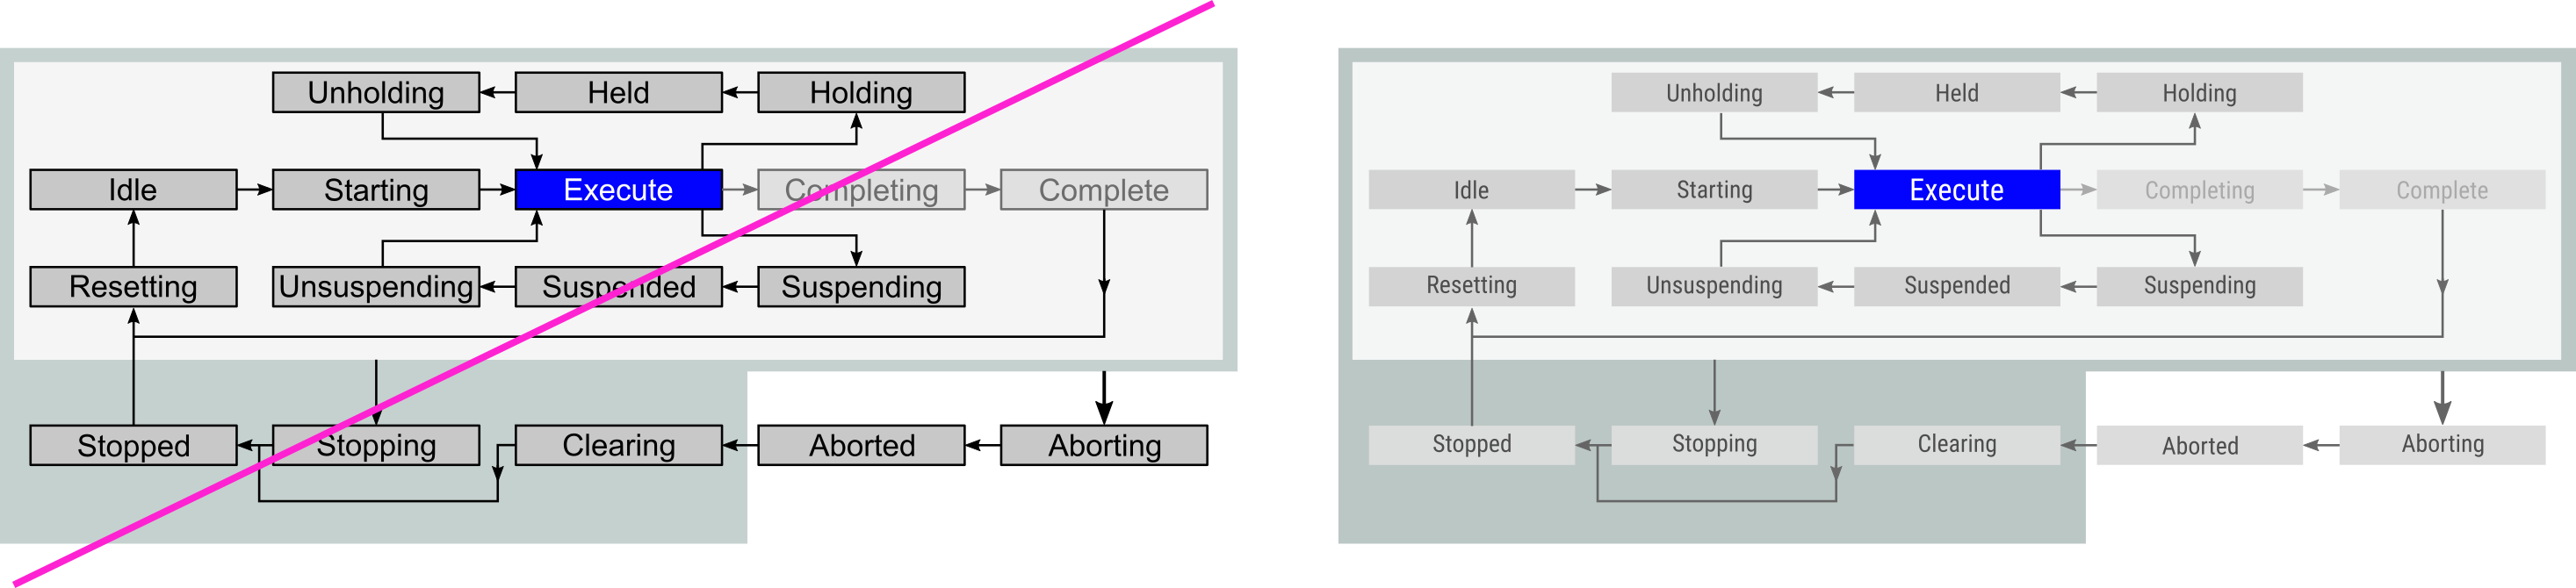 Unholding
Held
Holding
Idle
Starting
Execute
Completing
Complete
Resetting
Unsuspending
Suspended
Suspending
Stopped
Stopping
Clearing
Aborted
Aborting
Unholding
Held
Holding
Idle
Starting
Execute
Completing
Complete
Resetting
Unsuspending
Suspended
Suspending
Stopped
Stopping
Clearing
Aborted
Aborting